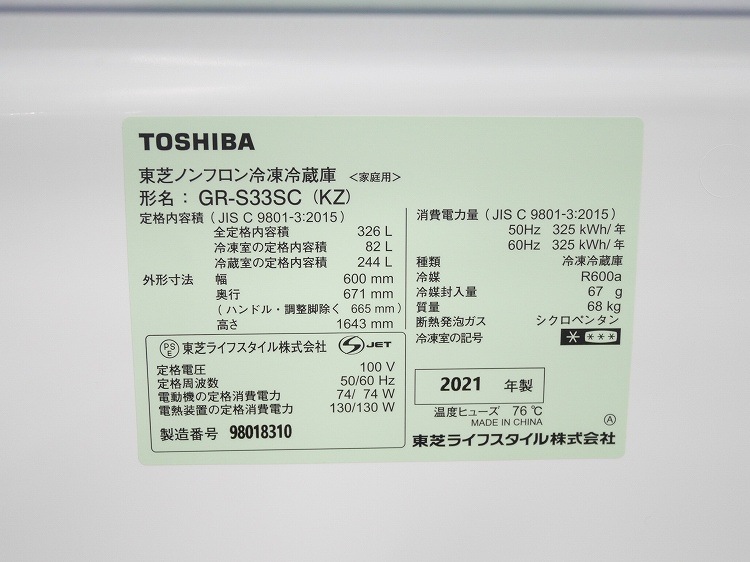 TOSHIBA
東芝ノンフロン冷凍冷蔵庫 <家庭用>
形名： GR-S33SC (KZ)
定格内容積 ( JIS C 9801-3:2015 )
全定格内容積 326 L
冷凍室の定格内容積 82 L
冷蔵室の定格内容積 244 L
外形寸法 幅 600 mm
奥行 671 mm
( ハンドル・調整脚除く 665 mm )
高さ 1643 mm
PSE 東芝ライフスタイル株式会社 S JET
定格電圧 100 V
定格周波数 50/60 Hz
電動機の定格消費電力 74/ 74 W
電熱装置の定格消費電力 130/130 W
製造番号 98018310
消費電力量 ( JIS C 9801-3:2015 )
50Hz 325 kWh/ 年
60Hz 325 kWh/ 年
種類 冷凍冷蔵庫
冷媒 R600a
冷媒封入量 67 g
質量 68 kg
断熱発泡ガス シクロペンタン
冷凍室の記号 * ***
2021 年製
温度ヒューズ 76 ℃
MADE IN CHINA Ⓐ
東芝ライフスタイル株式会社